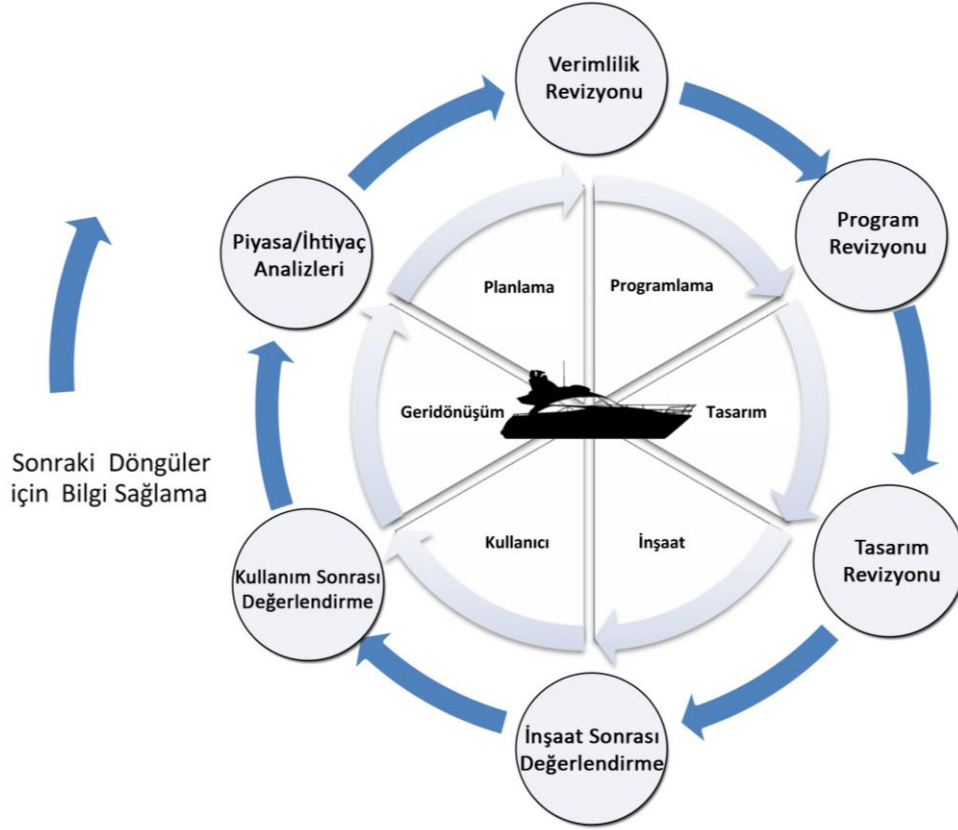 Verimlilik
Revizyonu
Piyasa/İhtiyaç
Analizleri
Program
Revizyonu
Planlama
Programlama
Geridönüşüm
Tasarım
Sonraki Döngüler
için Bilgi Sağlama
Kullanıcı
İnşaat
Kullanım Sonrası
Değerlendirme
Tasarım
Revizyonu
İnşaat Sonrası
Değerlendirme